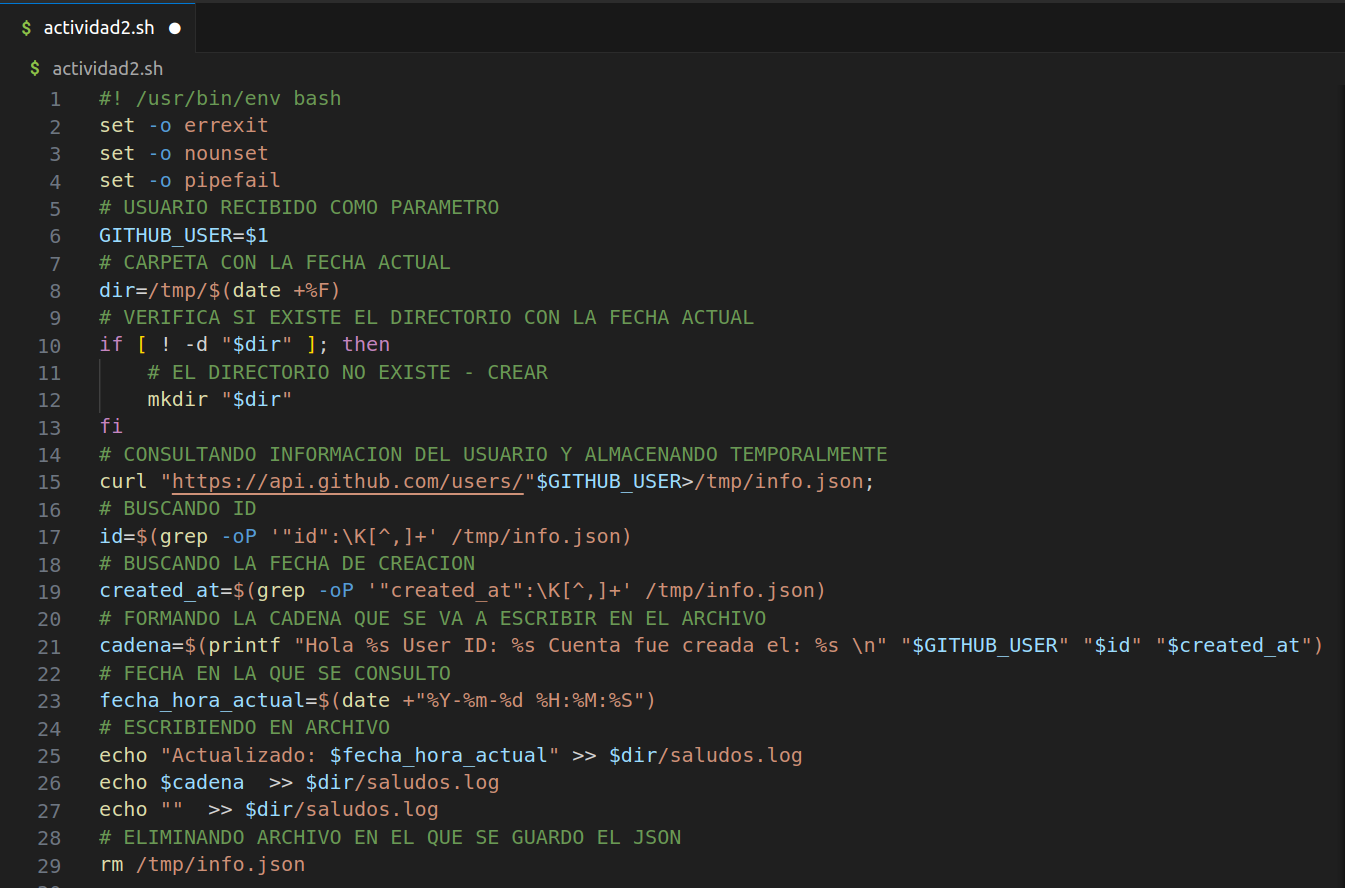 $ actividad2.sh ●
$ actividad2.sh
1 #! /usr/bin/env bash
2 set -o errexit
3 set -o nounset
4 set -o pipefail
5 # USUARIO RECIBIDO COMO PARAMETRO
6 GITHUB_USER=$1
7 # CARPETA CON LA FECHA ACTUAL
8 dir=/tmp/$(date +%F)
9 # VERIFICA SI EXISTE EL DIRECTORIO CON LA FECHA ACTUAL
10 if [ ! -d "$dir" ]; then
11     # EL DIRECTORIO NO EXISTE - CREAR
12     mkdir "$dir"
13 fi
14 # CONSULTANDO INFORMACION DEL USUARIO Y ALMACENANDO TEMPORALMENTE
15 curl "https://api.github.com/users/"$GITHUB_USER>/tmp/info.json;
16 # BUSCANDO ID
17 id=$(grep -oP '"id":\K[^,]+' /tmp/info.json)
18 # BUSCANDO LA FECHA DE CREACION
19 created_at=$(grep -oP '"created_at":\K[^,]+' /tmp/info.json)
20 # FORMANDO LA CADENA QUE SE VA A ESCRIBIR EN EL ARCHIVO
21 cadena=$(printf "Hola %s User ID: %s Cuenta fue creada el: %s \n" "$GITHUB_USER" "$id" "$created_at")
22 # FECHA EN LA QUE SE CONSULTO
23 fecha_hora_actual=$(date +"%Y-%m-%d %H:%M:%S")
24 # ESCRIBIENDO EN ARCHIVO
25 echo "Actualizado: $fecha_hora_actual" >> $dir/saludos.log
26 echo $cadena  >> $dir/saludos.log
27 echo ""  >> $dir/saludos.log
28 # ELIMINANDO ARCHIVO EN EL QUE SE GUARDO EL JSON
29 rm /tmp/info.json